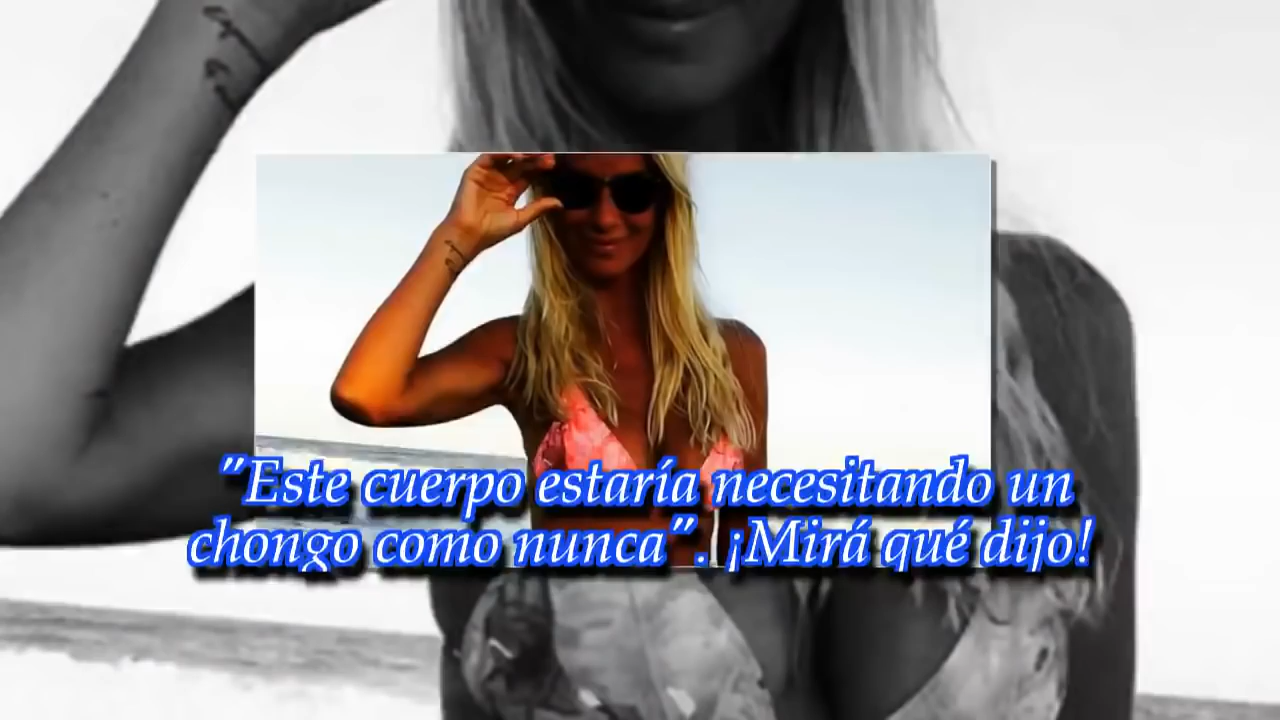 "Este cuerpo estaría necesitando un
chongo como nunca". ¡Mirá qué dijo!